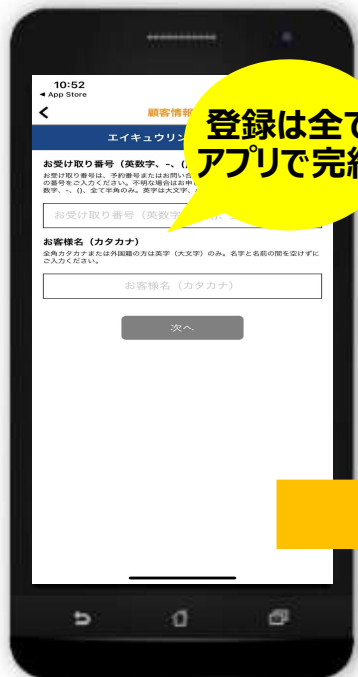 10:52
◀ App Store
顧客情報
エイキュウリン
登録は全て
アプリで完結
お受け取り番号（英数字、-、(
お受け取り番号は、予約番号またはお問い合
の番号をご入力ください。不明な場合はお申
数字、-、()、全て半角のみ。英字は大文字、
お受け取り番号（英数字
お客様名（カタカナ）
全角カタカナまたは外国籍の方は英字（大文字）のみ。名字と名前の間を空けずに
ご入力ください。
お客様名（カタカナ）
次へ